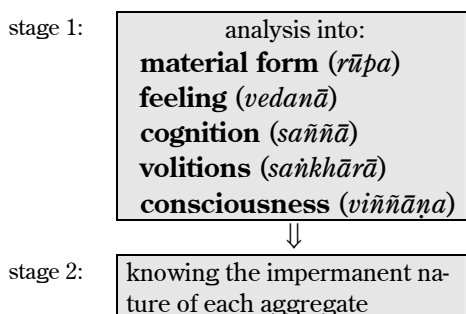 stage 1: analysis into:
material form (rūpa)
feeling (vedanā)
cognition (saññā)
volitions (saṅkhārā)
consciousness (viññāṇa)
⇓
stage 2: knowing the impermanent na-
ture of each aggregate